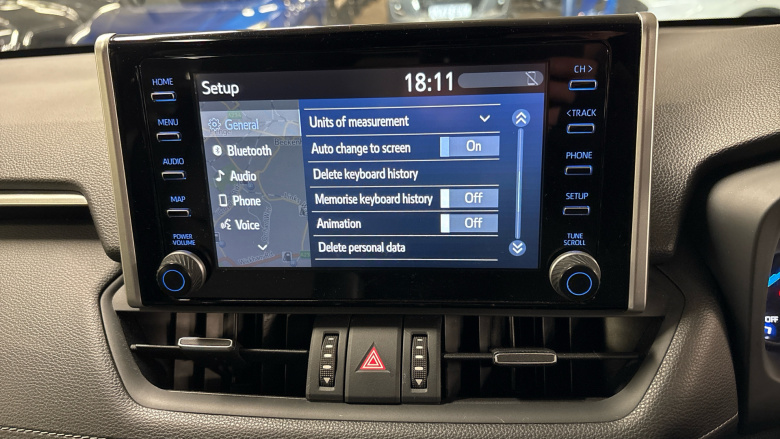 HOME
MENU
AUDIO
MAP
POWER
VOLUME
Setup
18:11
General
Bluetooth
Audio
Phone
Voice
Units of measurement
Auto change to screen On
Delete keyboard history
Memorise keyboard history Off
Animation Off
Delete personal data
CH >
< TRACK
PHONE
SETUP
TUNE
SCROLL